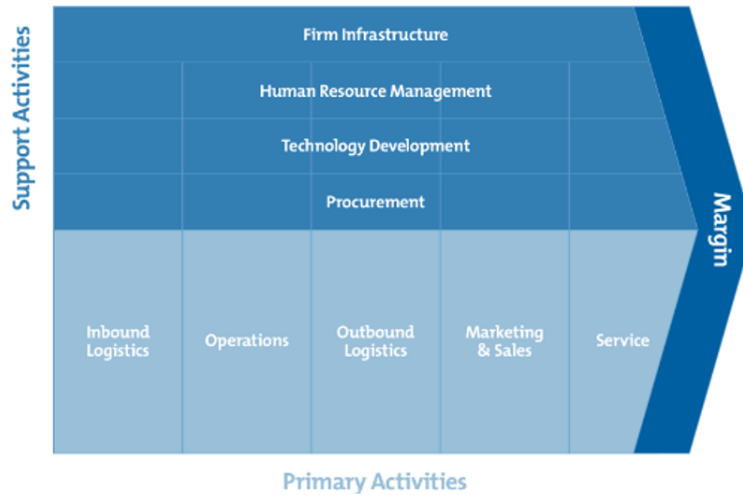 Support Activities
Firm Infrastructure
Human Resource Management
Technology Development
Procurement
Margin
Inbound
Logistics
Operations
Outbound
Logistics
Marketing
& Sales
Service
Primary Activities